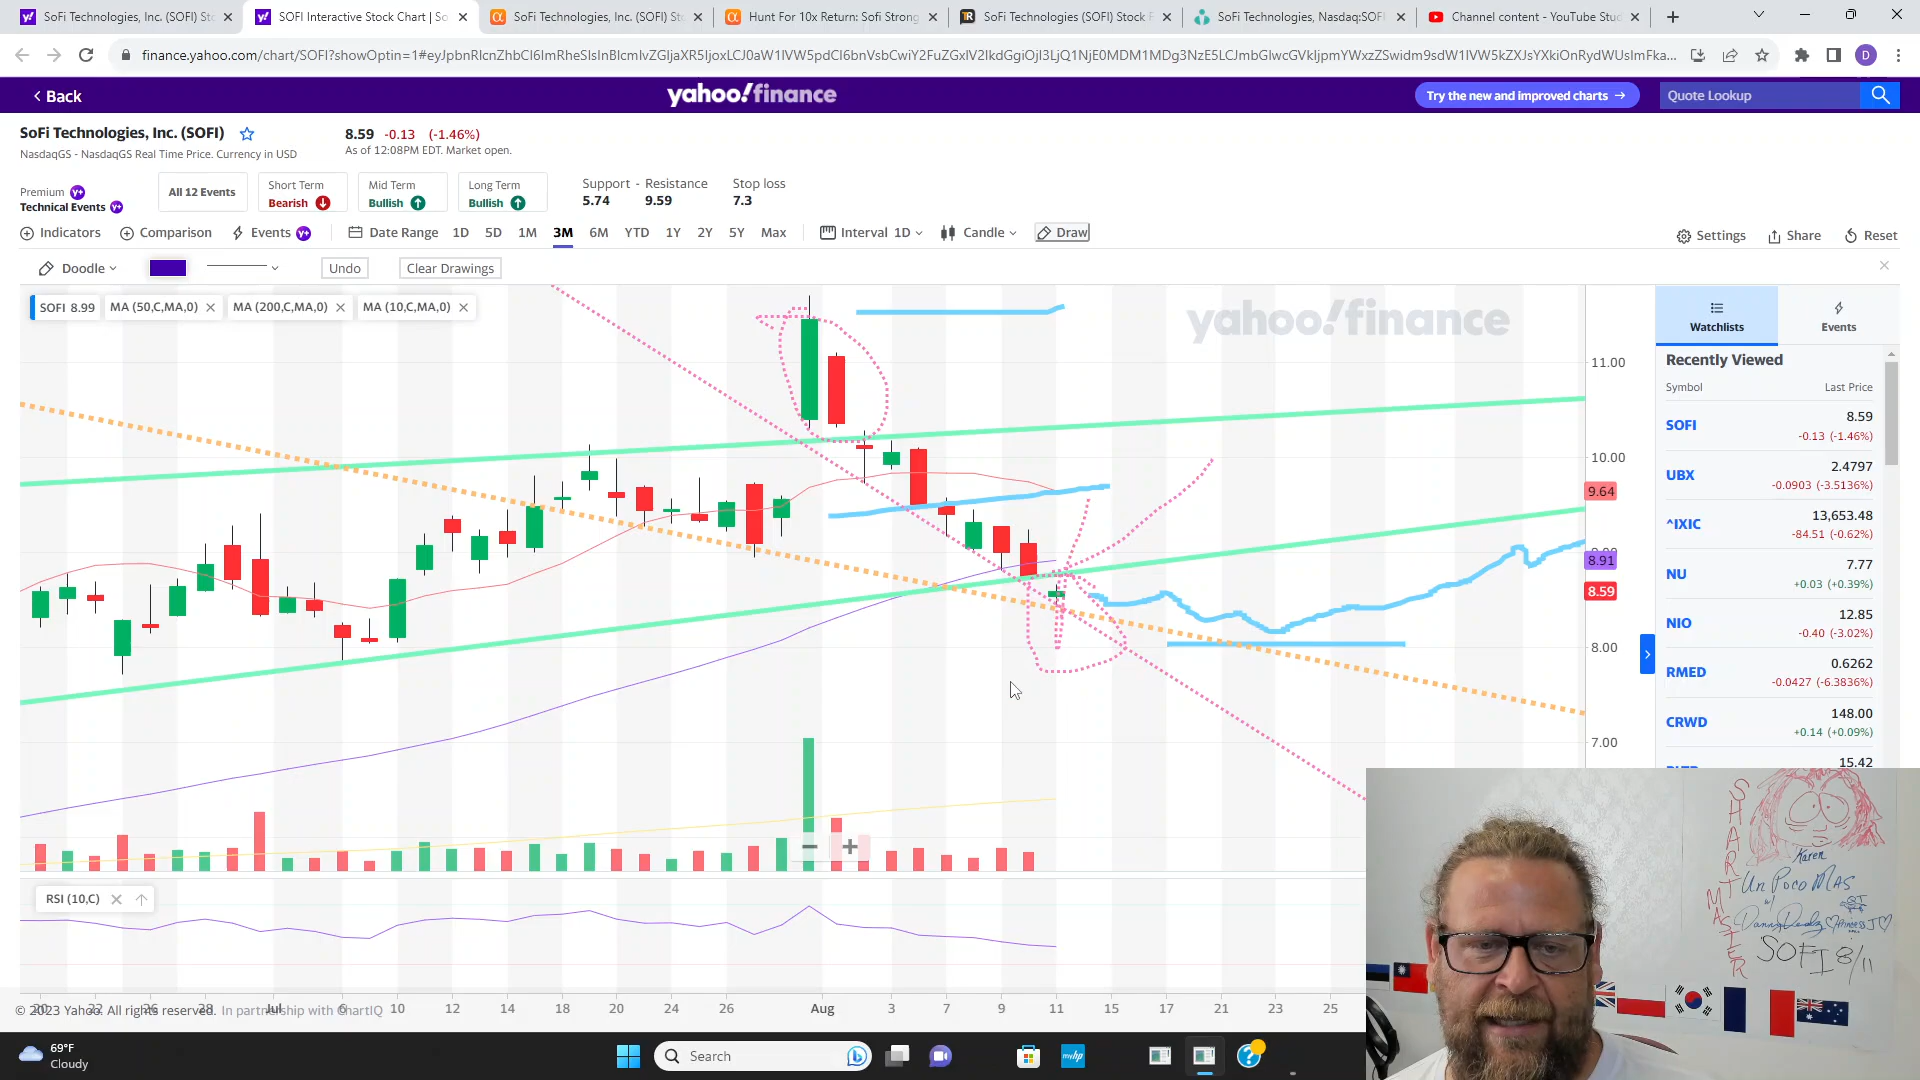 SoFi Technologies, Inc. (SOFI) St
SOFI Interactive Stock Chart | So
SoFi Technologies, Inc. (SOFI) St
Hunt For 10x Return: Sofi Strong
SoFi Technologies (SOFI) Stock F
SoFi Technologies, Nasdaq:SOFI
Channel content - YouTube Stu
Back
yahoo!finance
Try the new and improved charts →
Quote Lookup
SoFi Technologies, Inc. (SOFI)
8.59 -0.13 (-1.46%)
NasdaqGS - NasdaqGS Real Time Price. Currency in USD
As of 12:08PM EDT. Market open.
Premium Y+
Technical Events Y+
All 12 Events
Short Term
Bearish
Mid Term
Bullish
Long Term
Bullish
Support - Resistance
5.74 9.59
Stop loss
7.3
Indicators Comparison Events Y+ Date Range 1D 5D 1M 3M 6M YTD 1Y 2Y 5Y Max Interval 1D Candle Draw
Settings Share Reset
Doodle Undo Clear Drawings
SOFI 8.99 MA (50,C,MA,0) MA (200,C,MA,0) MA (10,C,MA,0)
yahoo!finance
11.00
10.00
9.64
9.00
8.91
8.59
8.00
7.00
Watchlists
Events
Recently Viewed
Symbol Last Price
SOFI 8.59
-0.13 (-1.46%)
UBX 2.4797
-0.0903 (-3.5136%)
^IXIC 13,653.48
-84.51 (-0.62%)
NU 7.77
+0.03 (+0.39%)
NIO 12.85
-0.40 (-3.02%)
RMED 0.6262
-0.0427 (-6.3836%)
CRWD 148.00
+0.14 (+0.09%)
15.42
RSI (10,C)
20 22 26 28 Jul 6 10 12 14 18 20 24 26 Aug 3 7 9 11 15 17 21 23 25
© 2023 Yahoo. All rights reserved. In partnership with ChartIQ
SHART MASTER
Karen
Un Poco MAS
w/
SOFI 8/11
69°F
Cloudy
Search
myhp